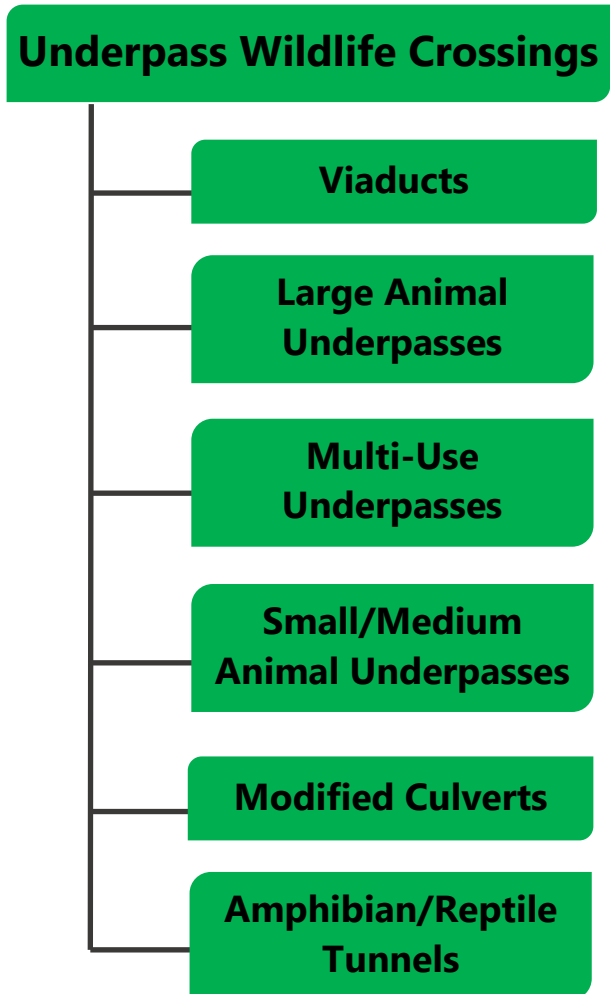 Underpass Wildlife Crossings
Viaducts
Large Animal
Underpasses
Multi-Use
Underpasses
Small/Medium
Animal Underpasses
Modified Culverts
Amphibian/Reptile
Tunnels